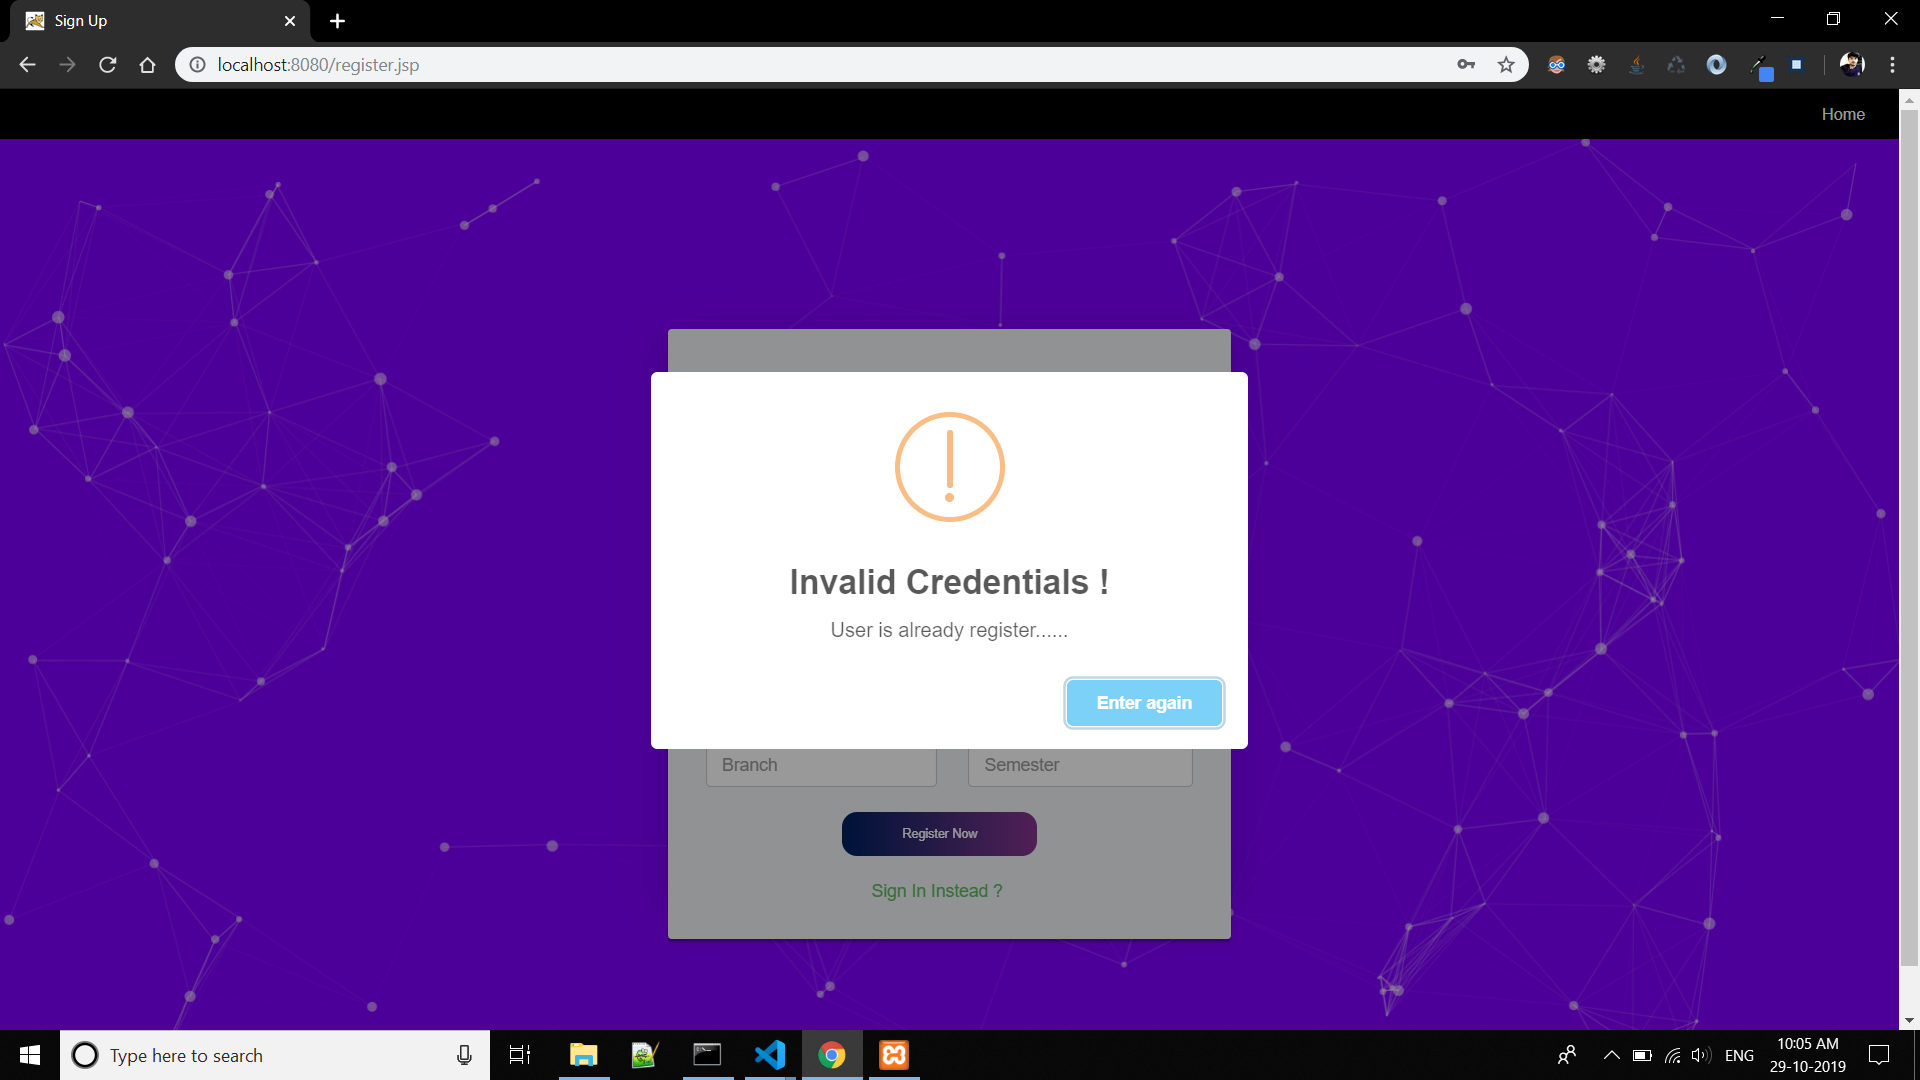 Sign Up
localhost:8080/register.jsp
Home
Invalid Credentials !
User is already register......
Enter again
Branch
Semester
Register Now
Sign In Instead ?
Type here to search
ENG
10:05 AM
29-10-2019